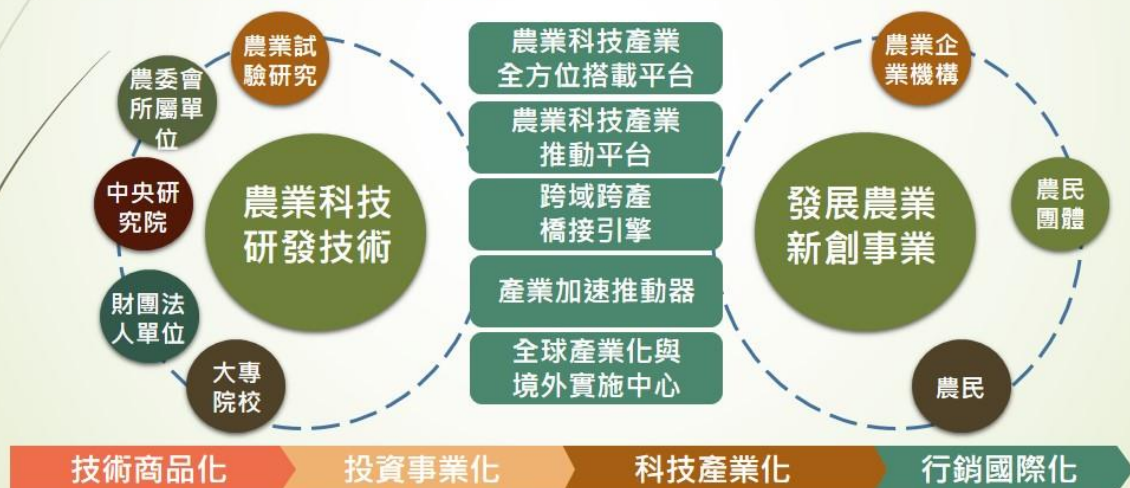 農業試
驗研究
農委會
所屬單
位
中央研
究院
財團法
人單位
大專
院校
農業科技
研發技術
農業科技產業
全方位搭載平台
農業科技產業
推動平台
跨域跨產
橋接引擎
產業加速推動器
全球產業化與
境外實施中心
發展農業
新創事業
農業企
業機構
農民
團體
農民
技術商品化
投資事業化
科技產業化
行銷國際化